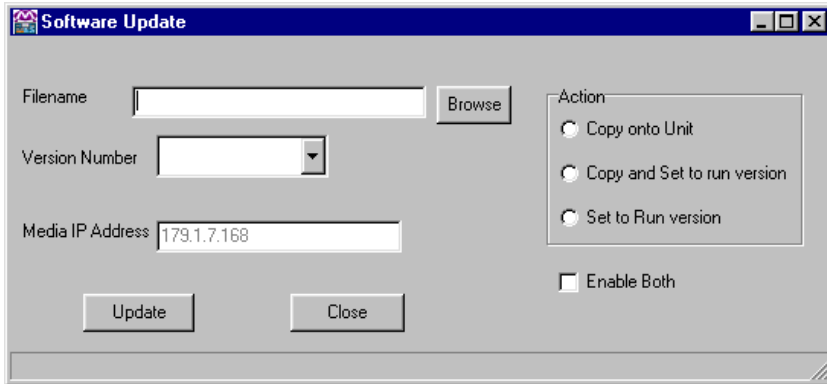 Software Update
Filename
Browse
Version Number
Media IP Address
179.1.7.168
Update
Close
Action
Copy onto Unit
Copy and Set to run version
Set to Run version
Enable Both